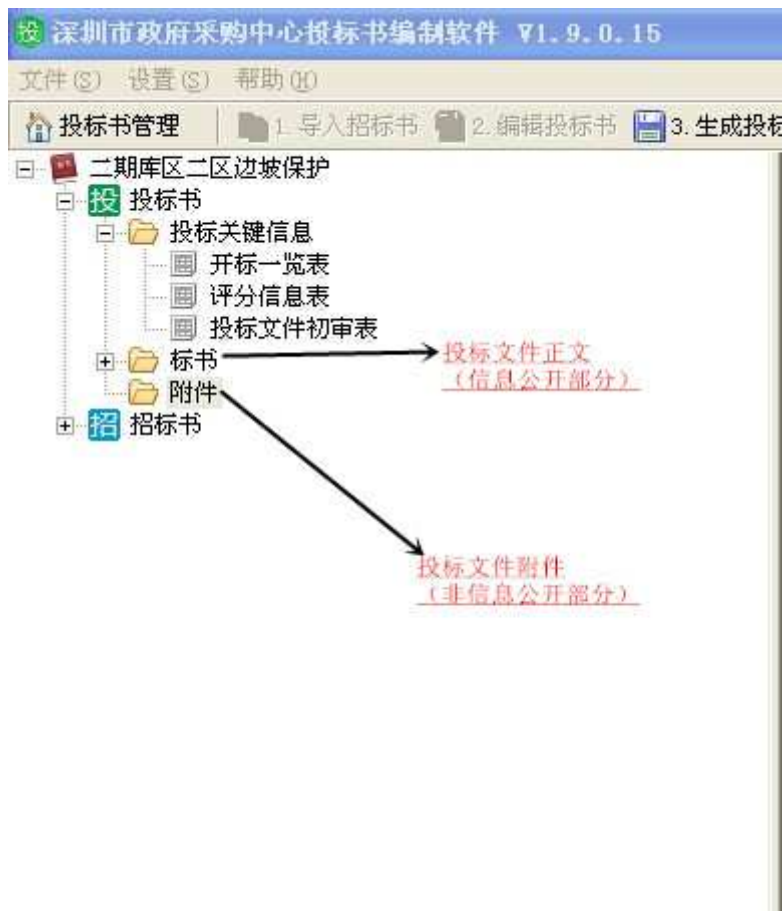 深圳市政府采购中心投标书编制软件 V1.9.0.15
文件(S) 设置(S) 帮助(H)
投标书管理 1. 导入招标书 2. 编辑投标书 3. 生成投标
二期库区二区边坡保护
投 投标书
投标关键信息
开标一览表
评分信息表
投标文件初审表
标书
投标文件正文
（信息公开部分）
附件
招 招标书
投标文件附件
（非信息公开部分）